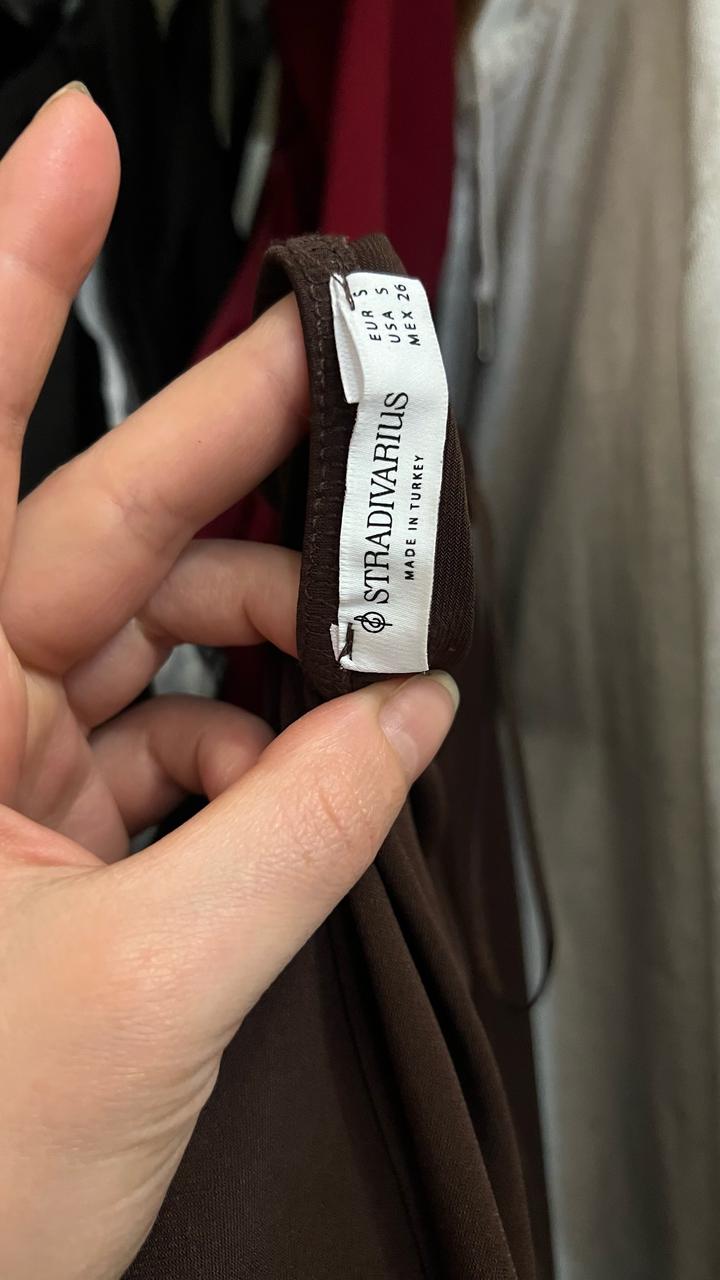 STRADIVARIUS
MADE IN TURKEY
EUR S
USA S
MEX 26